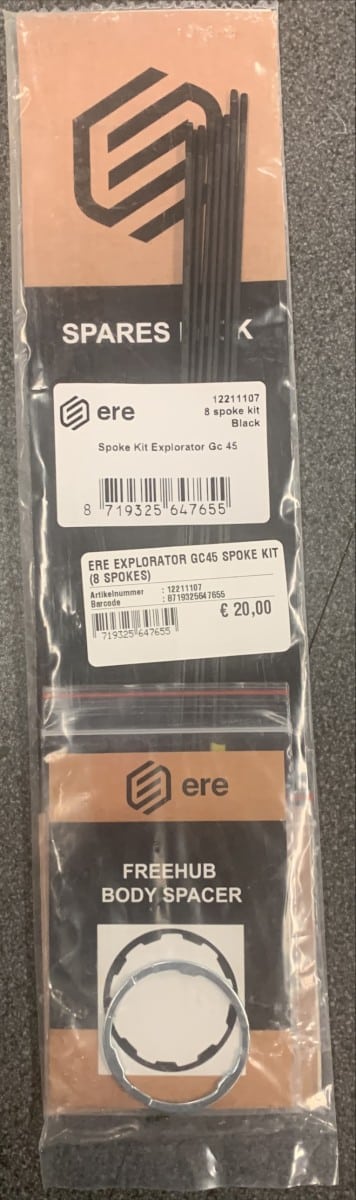 SPARES
ere
12211107
8 spoke kit
Black
Spoke Kit Explorator Gc 45
8 719325 647655
ERE EXPLORATOR GC45 SPOKE KIT
(8 SPOKES)
Artikelnummer : 12211107
Barcode : 8719325647655
€ 20,00
719325 647655
ere
FREEHUB
BODY SPACER